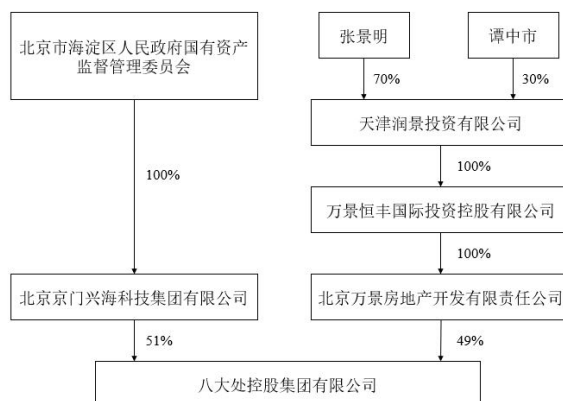 北京市海淀区人民政府国有资产
监督管理委员会
张景明
谭中市
70%
30%
天津润景投资有限公司
100%
100%
万景恒丰国际投资控股有限公司
100%
北京京门兴海科技集团有限公司
北京万景房地产开发有限责任公司
51%
49%
八大处控股集团有限公司